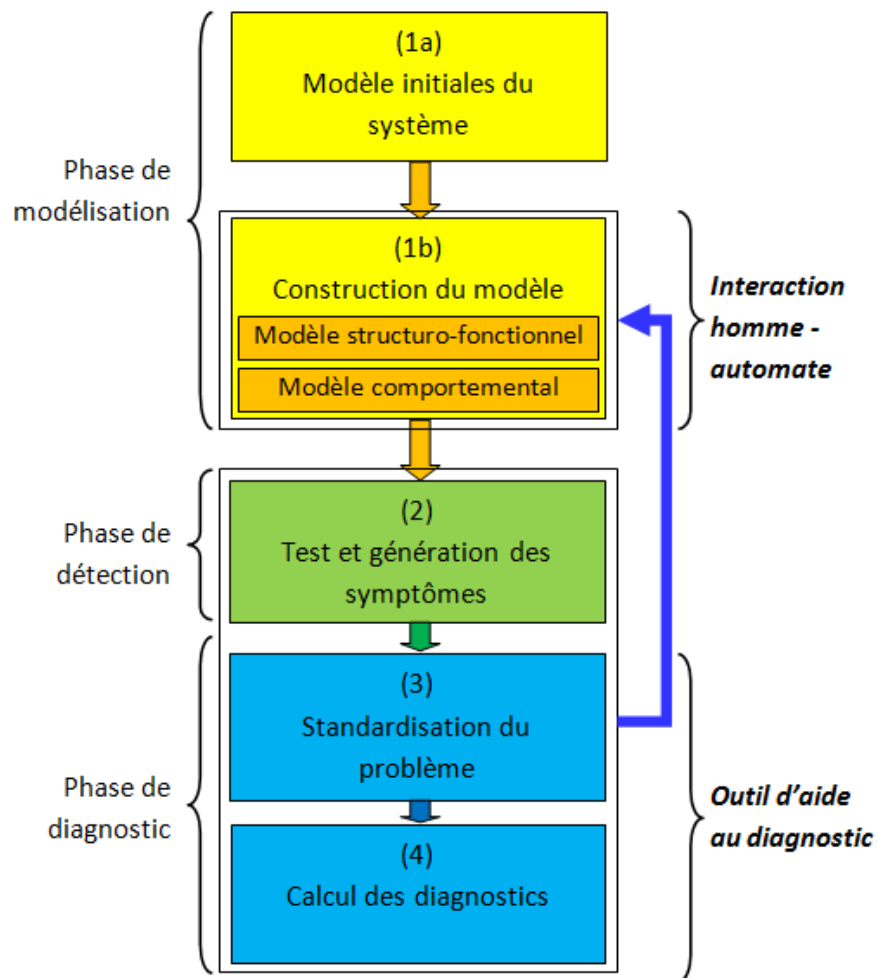 (1a)
Modèle initiales du
système
Phase de
modélisation
(1b)
Construction du modèle
Modèle structuro-fonctionnel
Modèle comportemental
Interaction
homme -
automate
Phase de
détection
(2)
Test et génération des
symptômes
Phase de
diagnostic
(3)
Standardisation du
problème
(4)
Calcul des diagnostics
Outil d’aide
au diagnostic